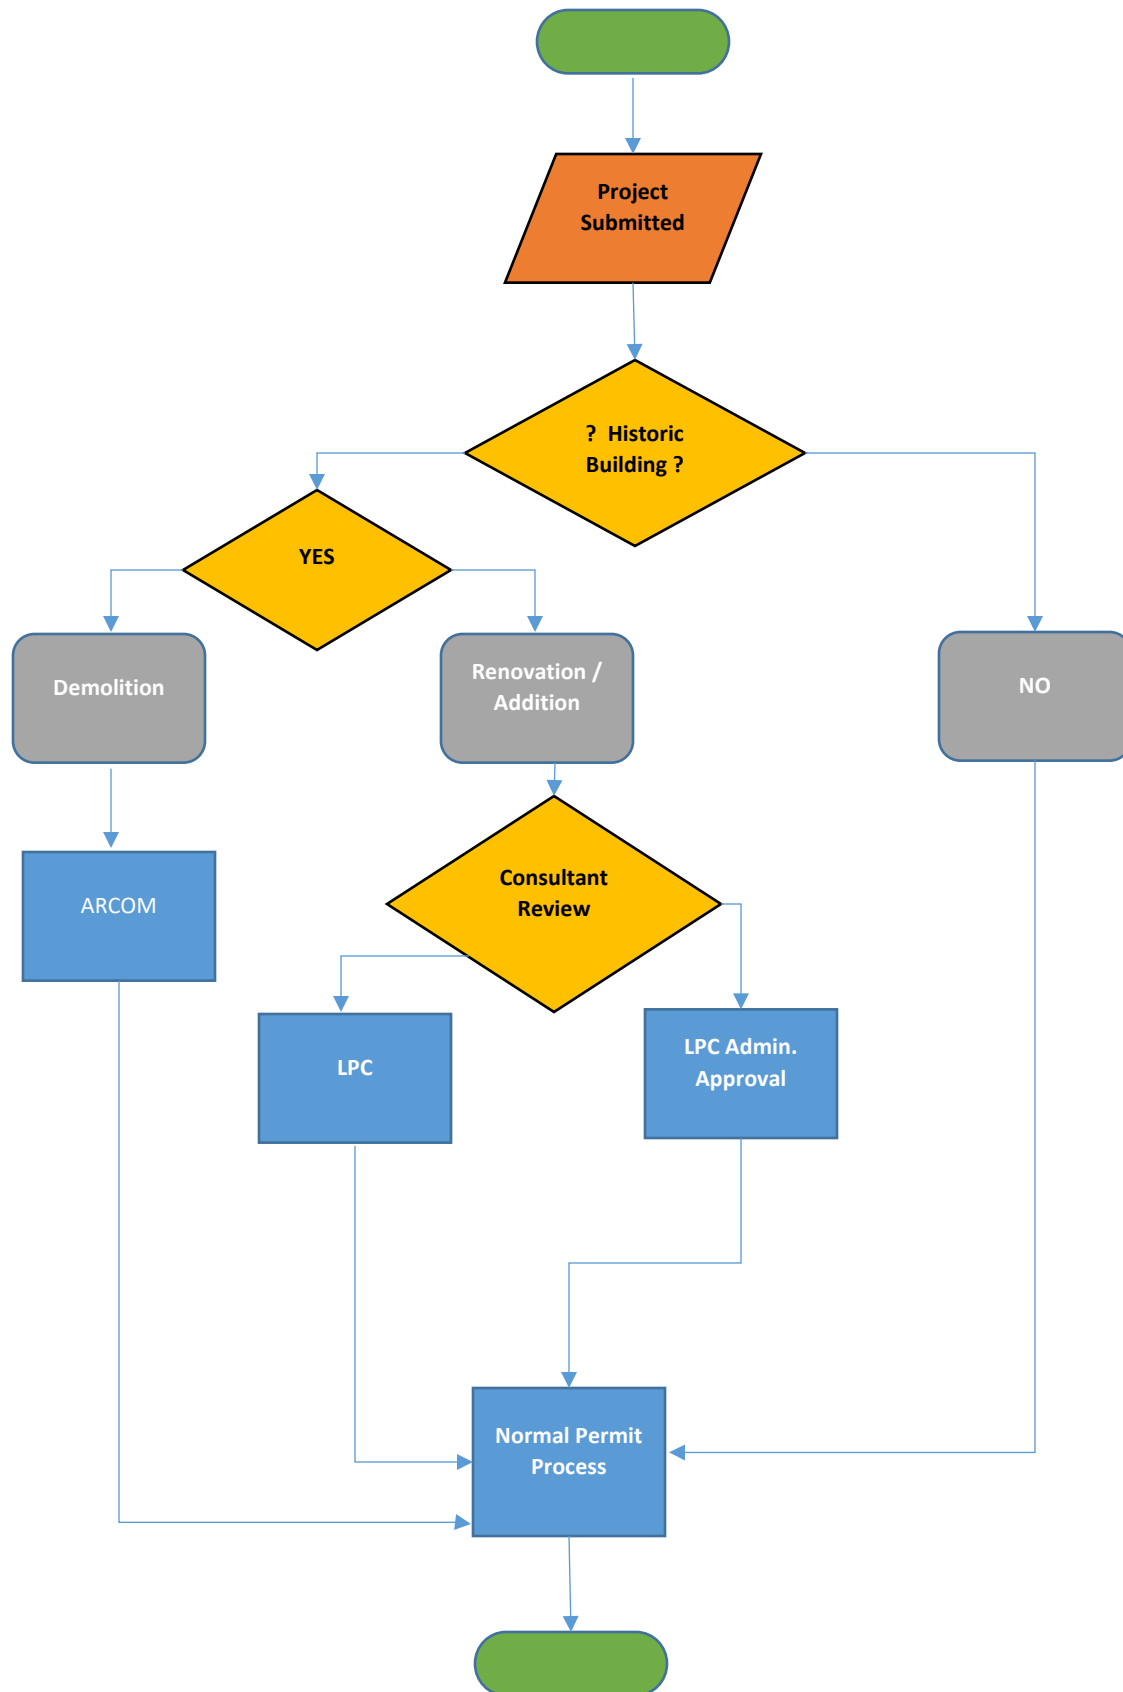 Project
Submitted
? Historic
Building ?
YES
Demolition
Renovation /
Addition
NO
ARCOM
Consultant
Review
LPC
LPC Admin.
Approval
Normal Permit
Process